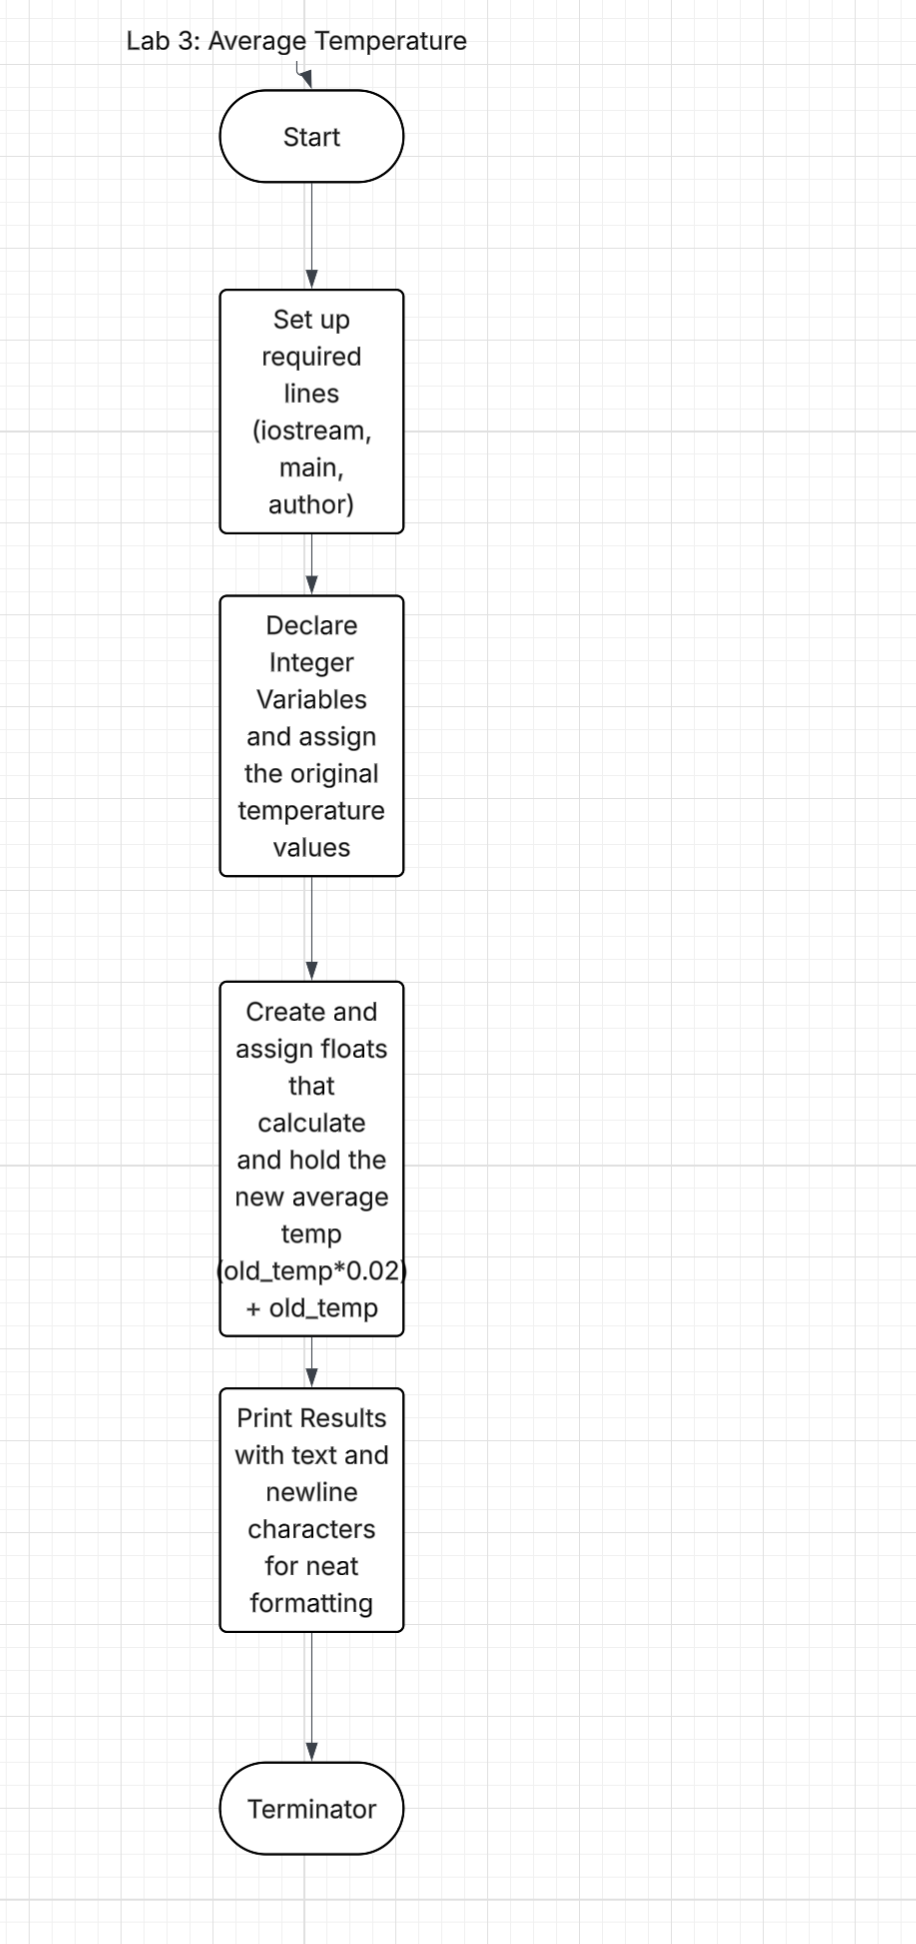 Lab 3: Average Temperature
Start
Set up
required
lines
(iostream,
main,
author)
Declare
Integer
Variables
and assign
the original
temperature
values
Create and
assign floats
that
calculate
and hold the
new average
temp
(old_temp*0.02)
+ old_temp
Print Results
with text and
newline
characters
for neat
formatting
Terminator